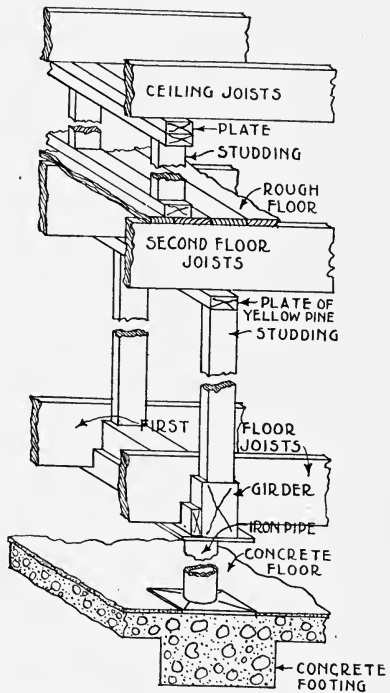 CEILING JOISTS
PLATE
STUDDING
ROUGH
FLOOR
SECOND FLOOR
JOISTS
PLATE OF
YELLOW PINE
STUDDING
FIRST
FLOOR
JOISTS
GIRDER
IRON PIPE
CONCRETE
FLOOR
CONCRETE
FOOTING